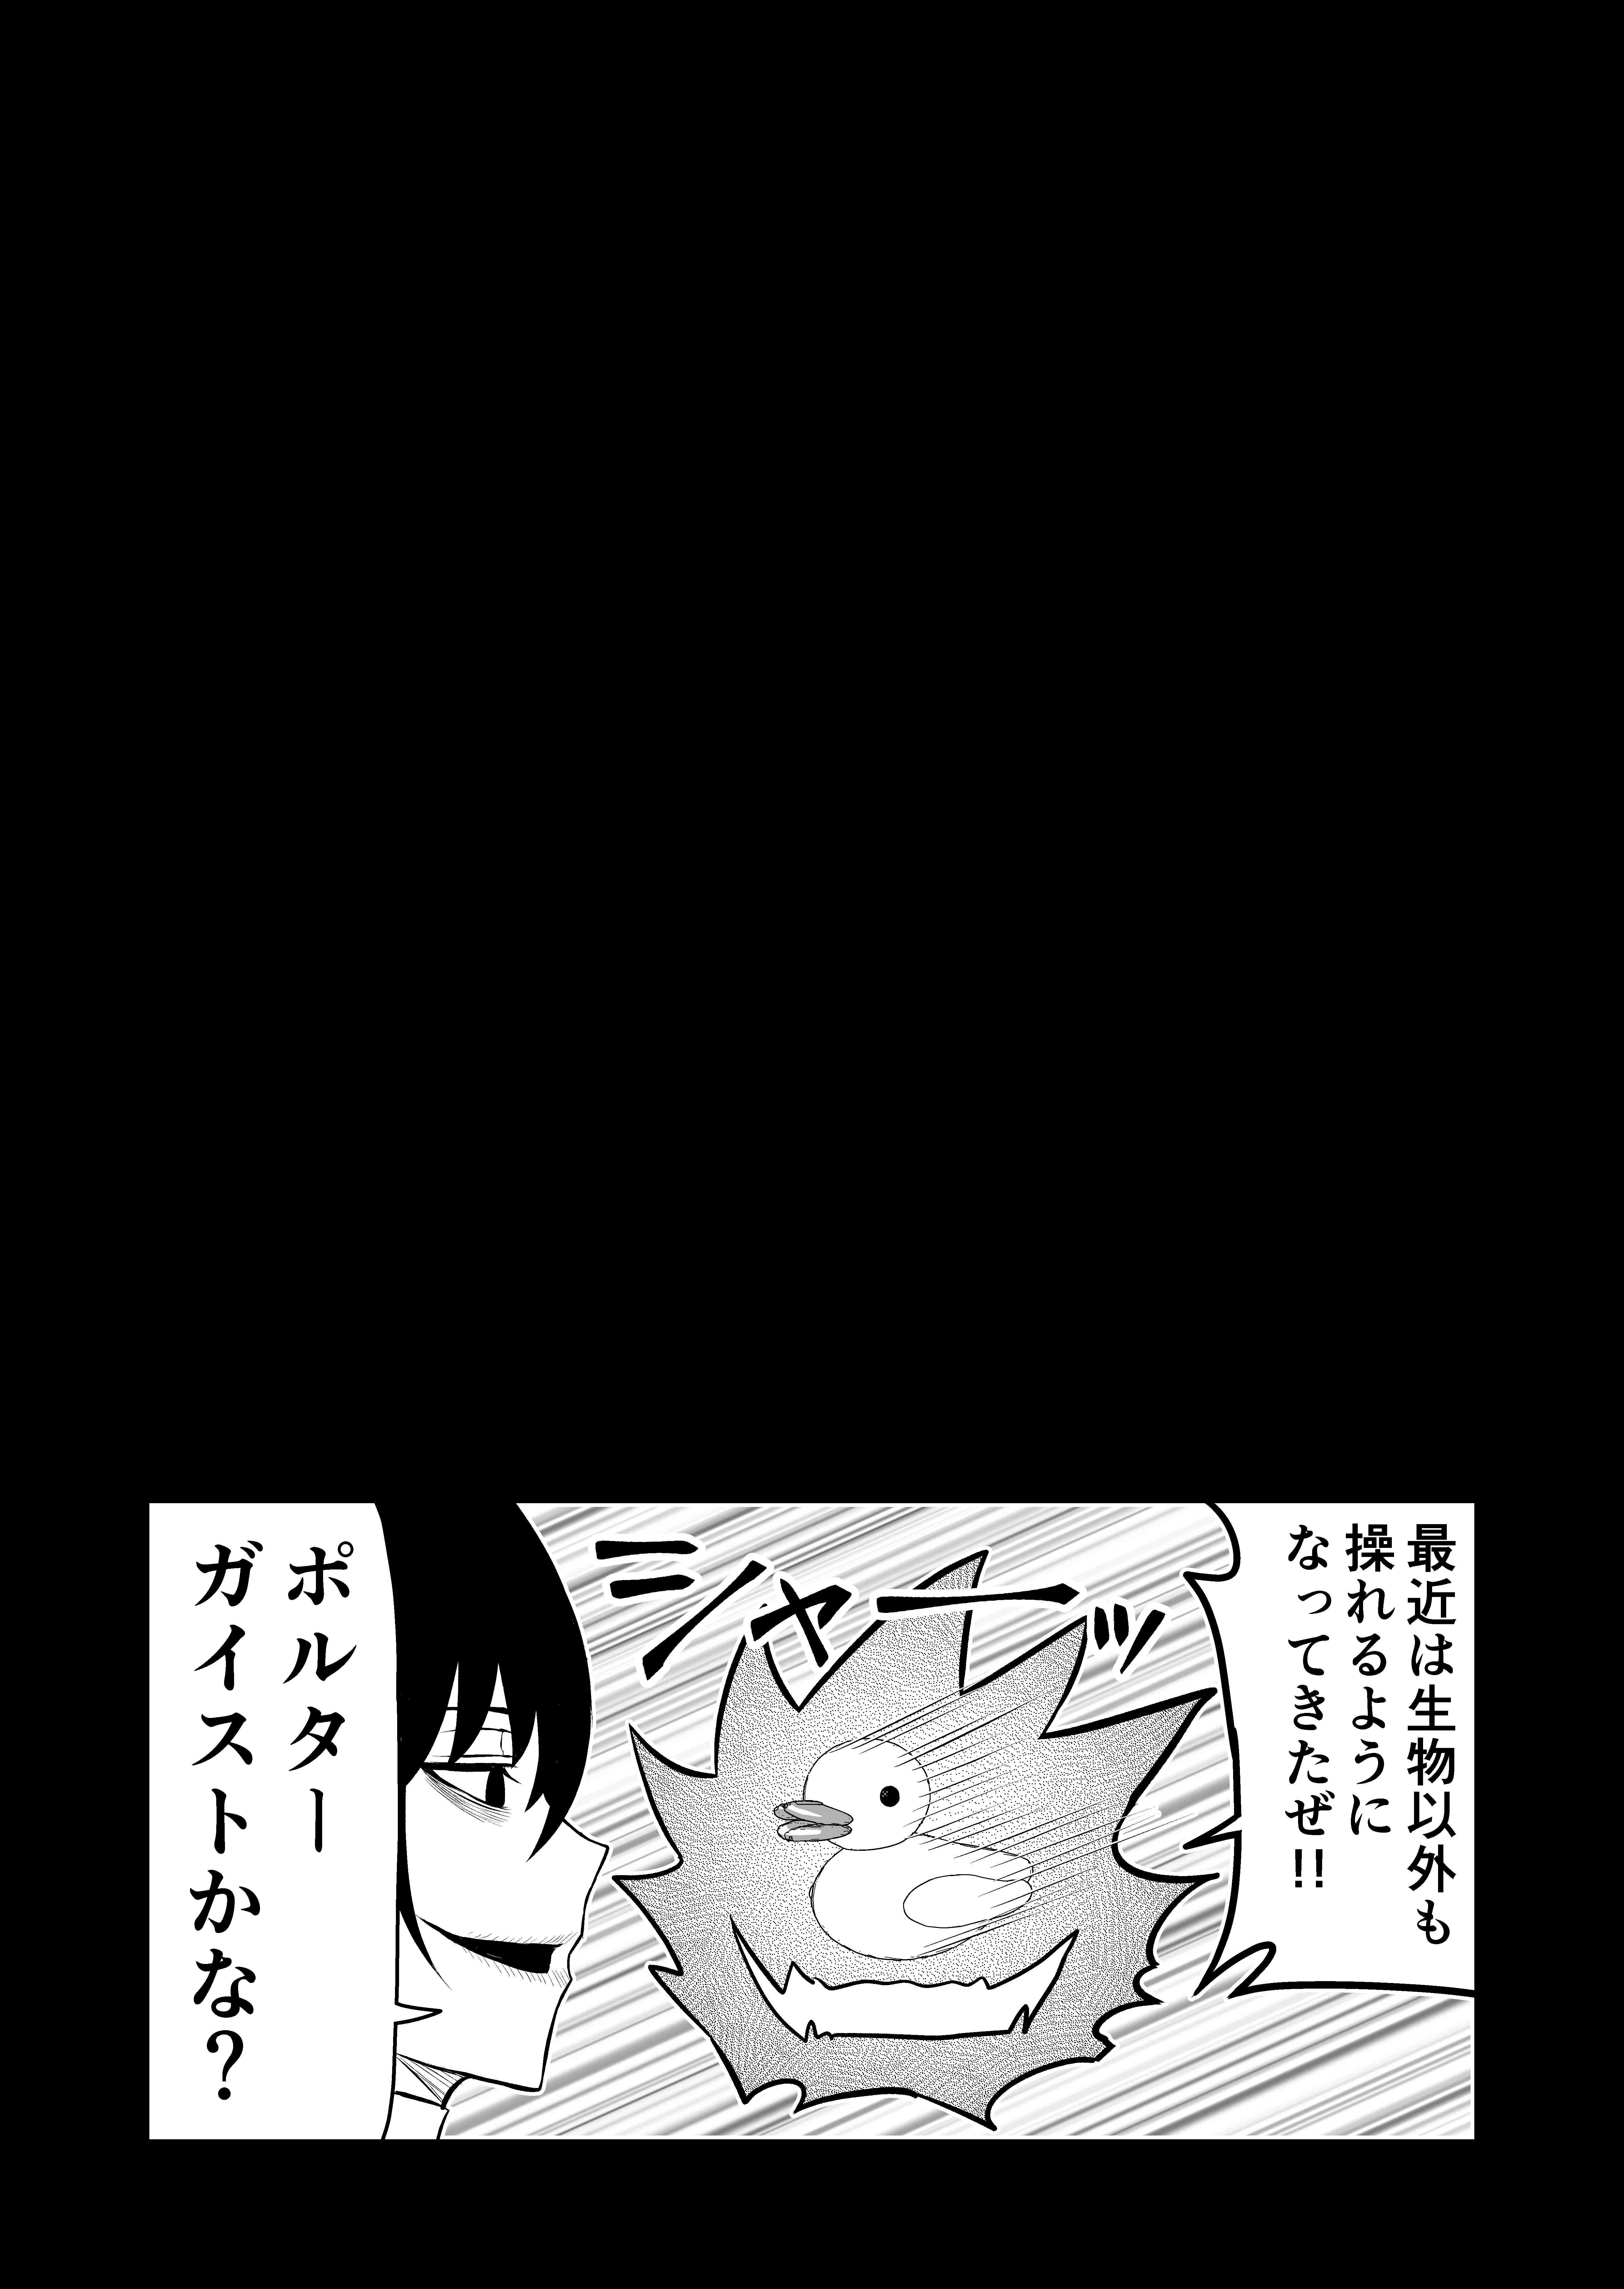 最近は生物以外も
操れるように
なってきたぜ!!
シャーッ
ポルター
ガイストかな?